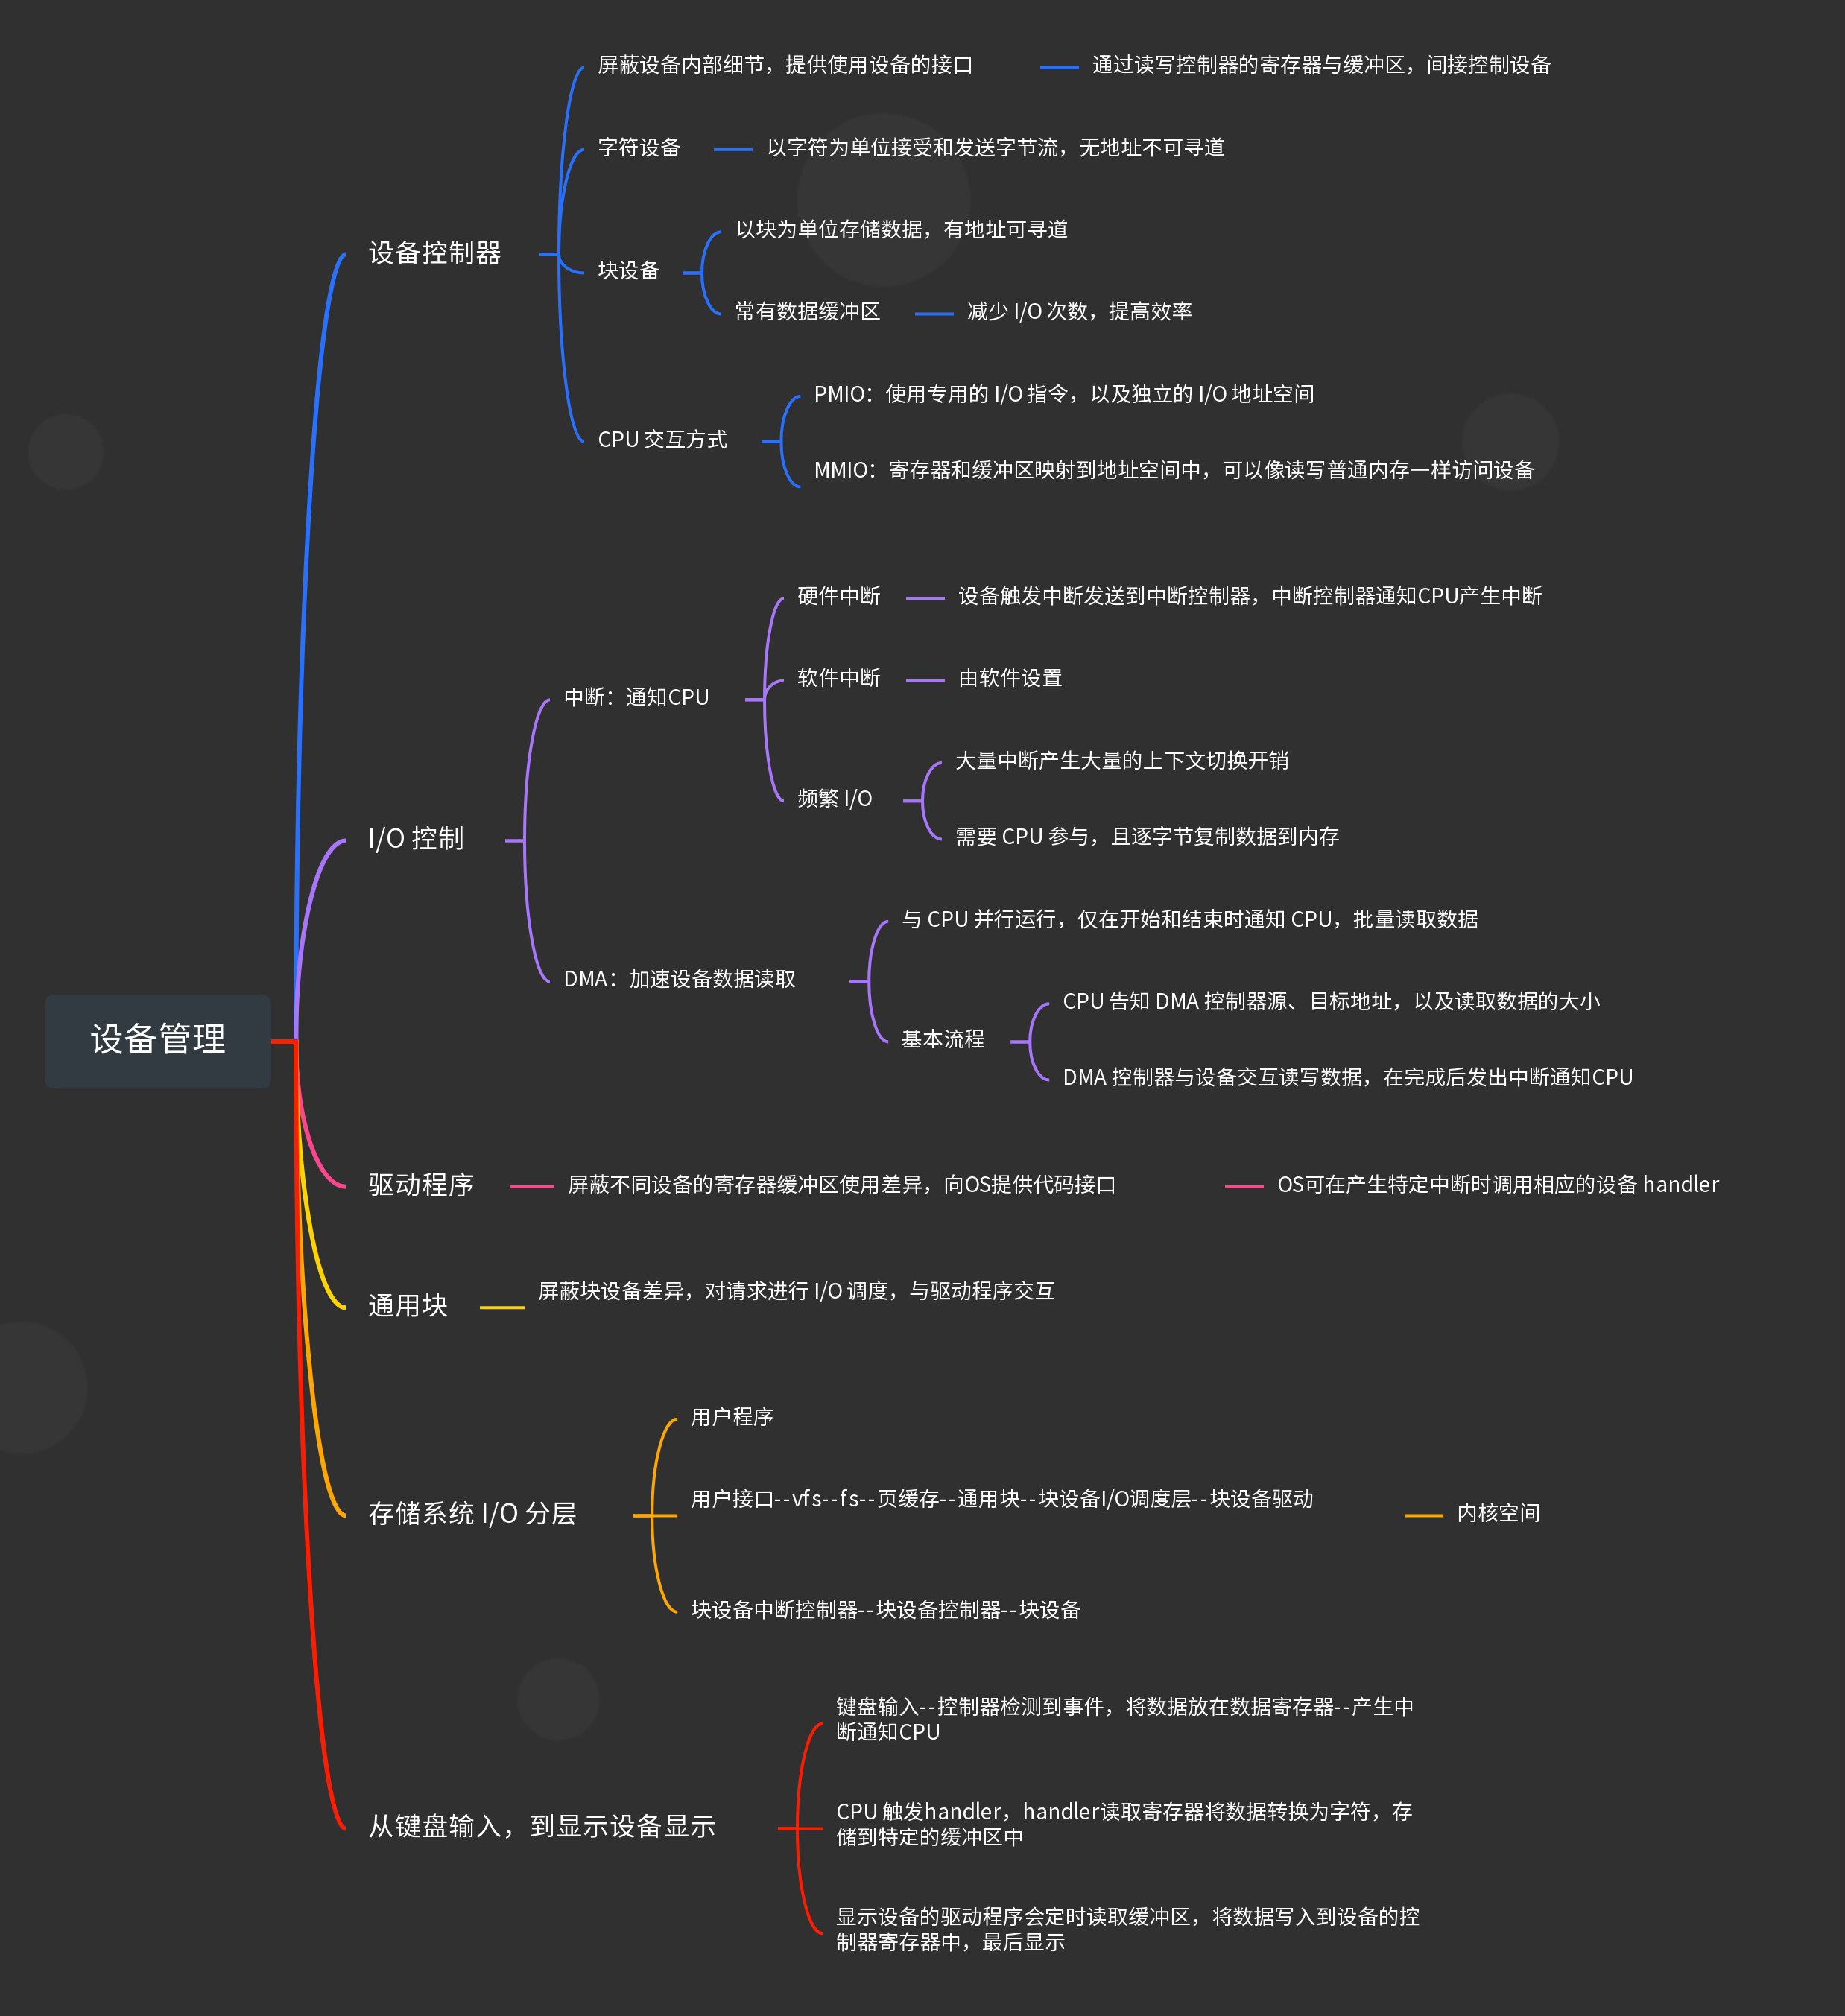 设备管理
设备控制器
屏蔽设备内部细节，提供使用设备的接口
通过读写控制器的寄存器与缓冲区，间接控制设备
字符设备
以字符为单位接受和发送字节流，无地址不可寻道
块设备
以块为单位存储数据，有地址可寻道
常有数据缓冲区
减少 I/O 次数，提高效率
CPU 交互方式
PMIO：使用专用的 I/O 指令，以及独立的 I/O 地址空间
MMIO：寄存器和缓冲区映射到地址空间中，可以像读写普通内存一样访问设备
I/O 控制
中断：通知CPU
硬件中断
设备触发中断发送到中断控制器，中断控制器通知CPU产生中断
软件中断
由软件设置
频繁 I/O
大量中断产生大量的上下文切换开销
需要 CPU 参与，且逐字节复制数据到内存
DMA：加速设备数据读取
与 CPU 并行运行，仅在开始和结束时通知 CPU，批量读取数据
基本流程
CPU 告知 DMA 控制器源、目标地址，以及读取数据的大小
DMA 控制器与设备交互读写数据，在完成后发出中断通知CPU
驱动程序
屏蔽不同设备的寄存器缓冲区使用差异，向OS提供代码接口
OS可在产生特定中断时调用相应的设备 handler
通用块
屏蔽块设备差异，对请求进行 I/O 调度，与驱动程序交互
存储系统 I/O 分层
用户程序
用户接口--vfs--fs--页缓存--通用块--块设备I/O调度层--块设备驱动
内核空间
块设备中断控制器--块设备控制器--块设备
从键盘输入，到显示设备显示
键盘输入--控制器检测到事件，将数据放在数据寄存器--产生中
断通知CPU
CPU 触发handler，handler读取寄存器将数据转换为字符，存
储到特定的缓冲区中
显示设备的驱动程序会定时读取缓冲区，将数据写入到设备的控
制器寄存器中，最后显示